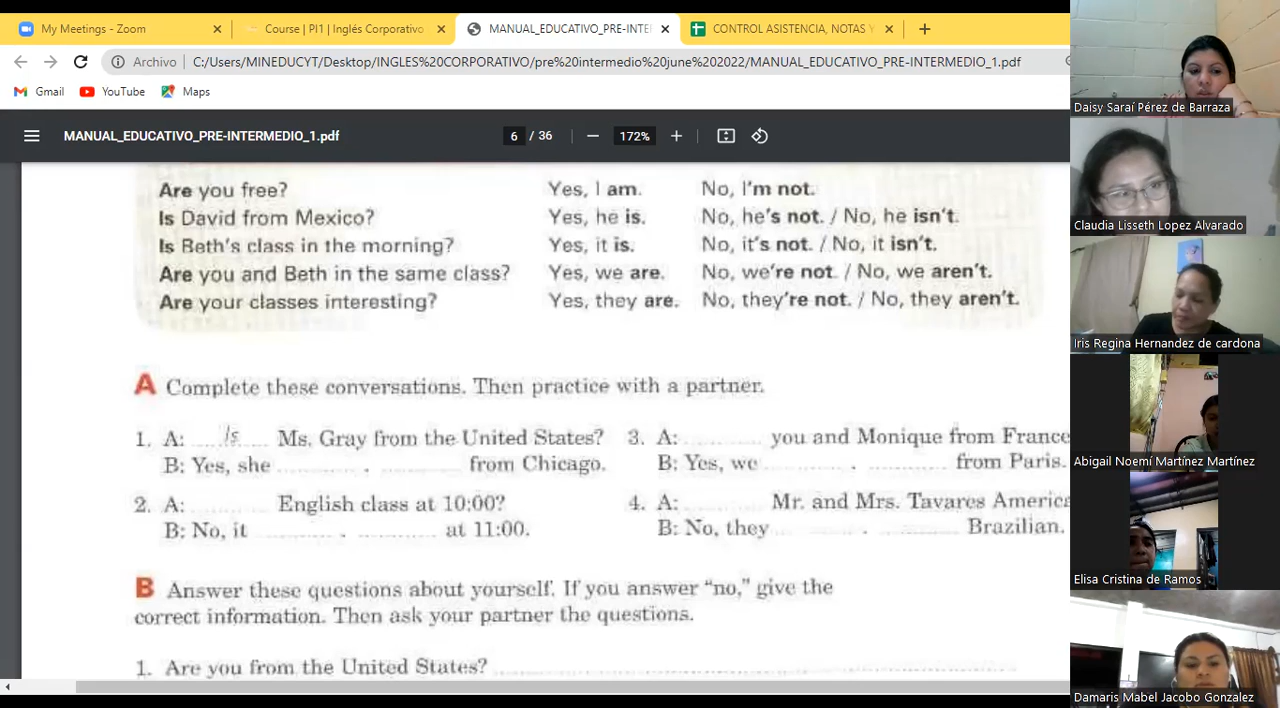 My Meetings - Zoom
Course | PI1 | Inglés Corporativo
MANUAL_EDUCATIVO_PRE-INTE
CONTROL ASISTENCIA, NOTAS Y
Archivo
C:/Users/MINEDUCYT/Desktop/INGLES%20CORPORATIVO/pre%20intermedio%20june%202022/MANUAL_EDUCATIVO_PRE-INTERMEDIO_1.pdf
Gmail
YouTube
Maps
MANUAL_EDUCATIVO_PRE-INTERMEDIO_1.pdf
6 / 36
172%
Are you free? Yes, I am. No, I'm not.
Is David from Mexico? Yes, he is. No, he's not. / No, he isn't.
Is Beth's class in the morning? Yes, it is. No, it's not. / No, it isn't.
Are you and Beth in the same class? Yes, we are. No, we're not. / No, we aren't.
Are your classes interesting? Yes, they are. No, they're not. / No, they aren't.
A Complete these conversations. Then practice with a partner.
1. A: Is Ms. Gray from the United States?
B: Yes, she . from Chicago.
2. A: English class at 10:00?
B: No, it . at 11:00.
3. A: you and Monique from France
B: Yes, we . from Paris.
4. A: Mr. and Mrs. Tavares America
B: No, they . Brazilian.
B Answer these questions about yourself. If you answer “no,” give the
correct information. Then ask your partner the questions.
1. Are you from the United States?
Daisy Saraí Pérez de Barraza
Claudia Lisseth Lopez Alvarado
Iris Regina Hernandez de cardona
Abigail Noemí Martínez Martínez
Elisa Cristina de Ramos
Damaris Mabel Jacobo Gonzalez